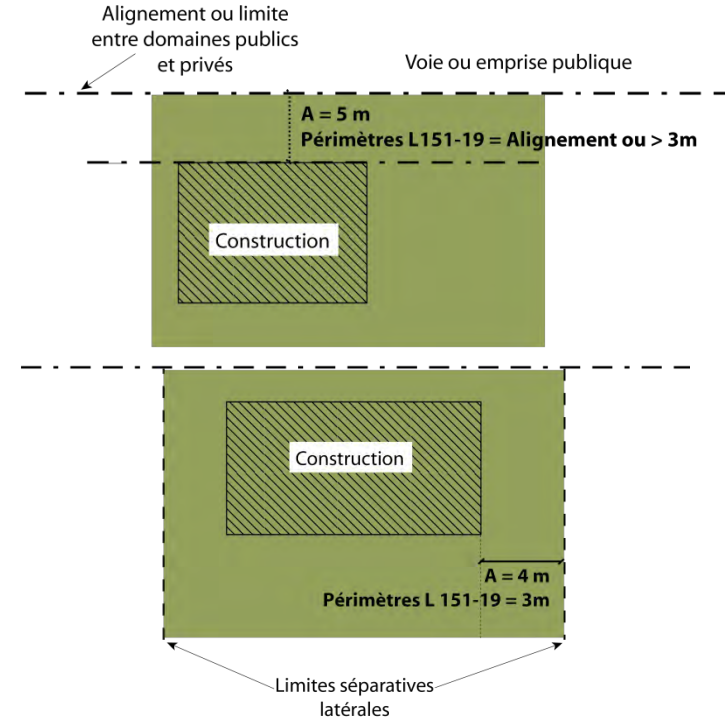 Alignement ou limite
entre domaines publics
et privés
Voie ou emprise publique
A = 5 m
Périmètres L151-19 = Alignement ou > 3m
Construction
Construction
A = 4 m
Périmètres L 151-19 = 3m
Limites séparatives
latérales